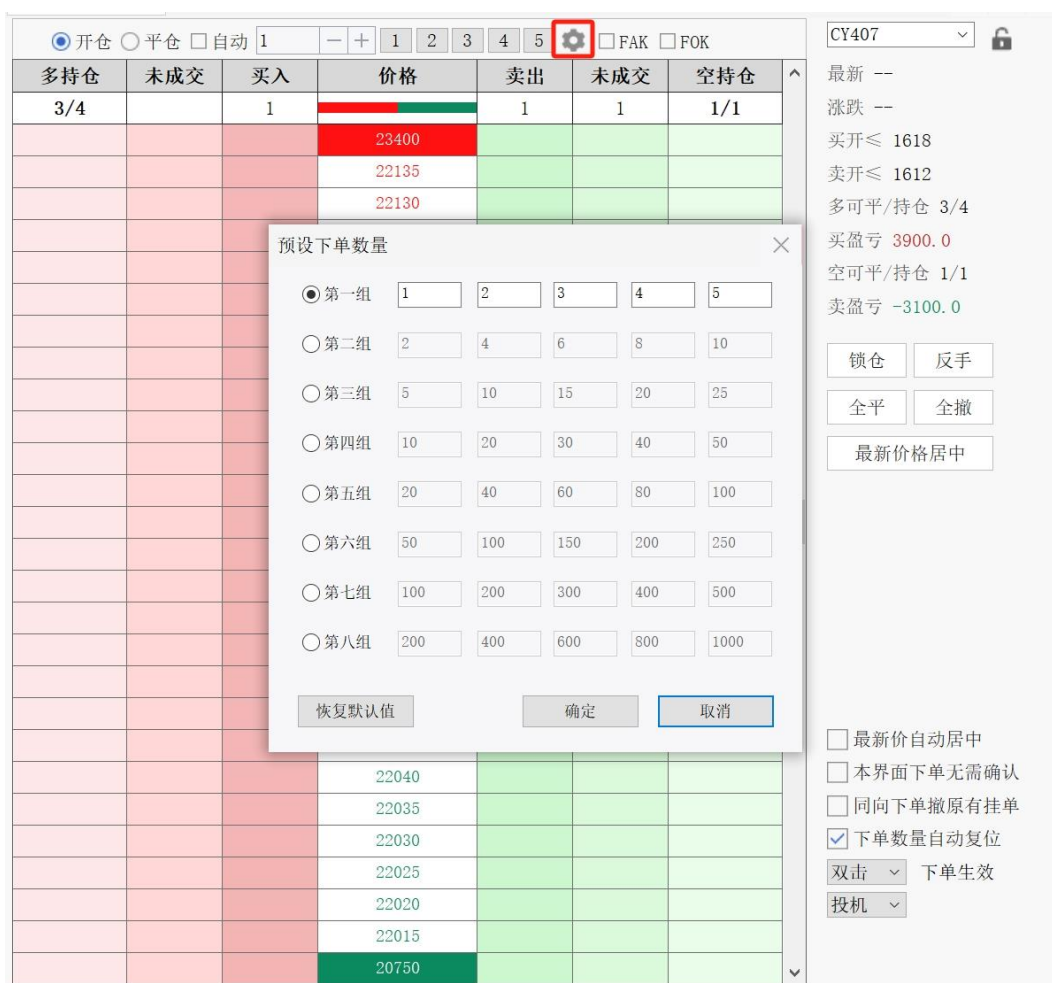 开仓 平仓 自动 1 − + 1 2 3 4 5 FAK FOK
CY407
多持仓 未成交 买入 价格 卖出 未成交 空持仓
3/4 1 1 1 1/1
23400
22135
22130
最新 --
涨跌 --
买开≤ 1618
卖开≤ 1612
多可平/持仓 3/4
买盈亏 3900.0
空可平/持仓 1/1
卖盈亏 -3100.0
锁仓 反手
全平 全撤
最新价格居中
预设下单数量
第一组 1 2 3 4 5
第二组 2 4 6 8 10
第三组 5 10 15 20 25
第四组 10 20 30 40 50
第五组 20 40 60 80 100
第六组 50 100 150 200 250
第七组 100 200 300 400 500
第八组 200 400 600 800 1000
恢复默认值 确定 取消
22040
22035
22030
22025
22020
22015
20750
最新价自动居中
本界面下单无需确认
同向下单撤原有挂单
下单数量自动复位
双击 下单生效
投机